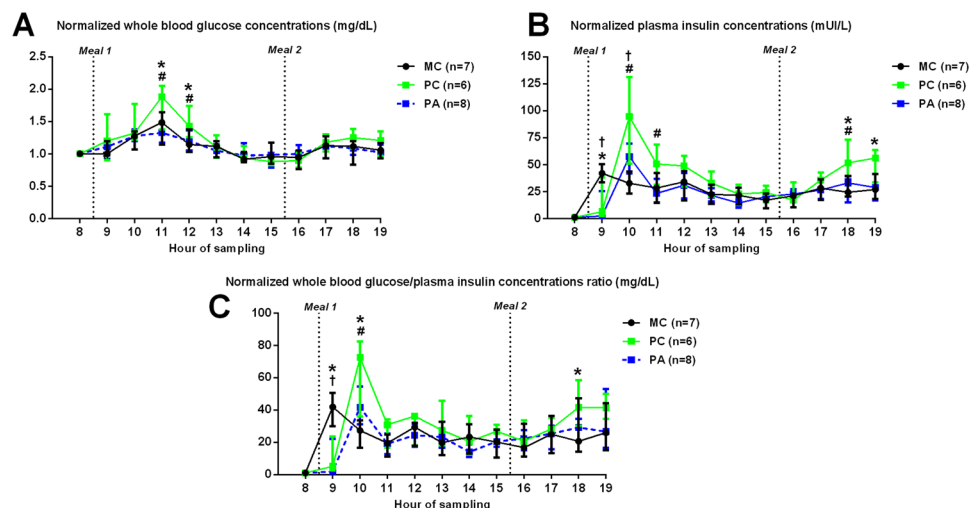 A
Normalized whole blood glucose concentrations (mg/dL)
Meal 1
Meal 2
2.5
2.0
1.5
1.0
0.5
0.0
*
#
*
#
8 9 10 11 12 13 14 15 16 17 18 19
Hour of sampling
MC (n=7)
PC (n=6)
PA (n=8)
B
Normalized plasma insulin concentrations (mUI/L)
Meal 1
Meal 2
150
125
100
75
50
25
0
†
*
†
#
#
*
#
*
8 9 10 11 12 13 14 15 16 17 18 19
Hour of sampling
MC (n=7)
PC (n=6)
PA (n=8)
C
Normalized whole blood glucose/plasma insulin concentrations ratio (mg/dL)
Meal 1
Meal 2
100
80
60
40
20
0
*
†
*
#
*
8 9 10 11 12 13 14 15 16 17 18 19
Hour of sampling
MC (n=7)
PC (n=6)
PA (n=8)